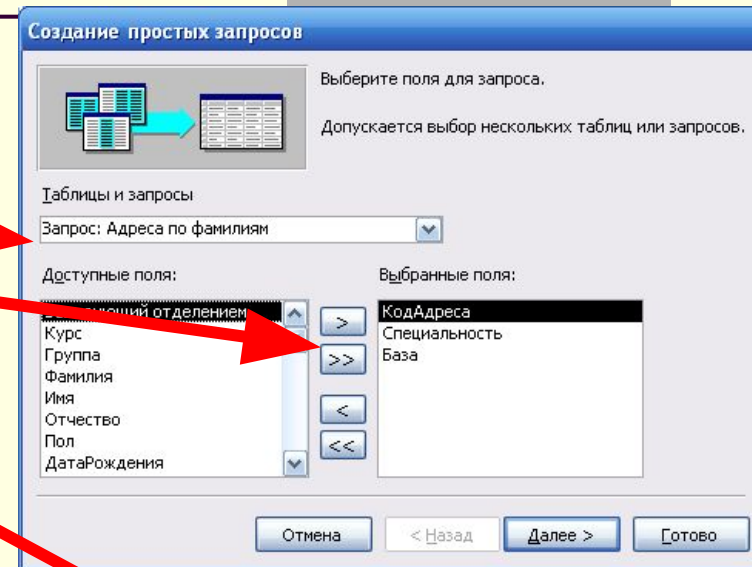 Создание простых запросов
Выберите поля для запроса.
Допускается выбор нескольких таблиц или запросов.
Таблицы и запросы
Запрос: Адреса по фамилиям
Доступные поля:
Выбранные поля:
отделением
Курс
Группа
Фамилия
Имя
Отчество
Пол
ДатаРождения
>
>>
<
<<
КодАдреса
Специальность
База
Отмена
< Назад
Далее >
Готово